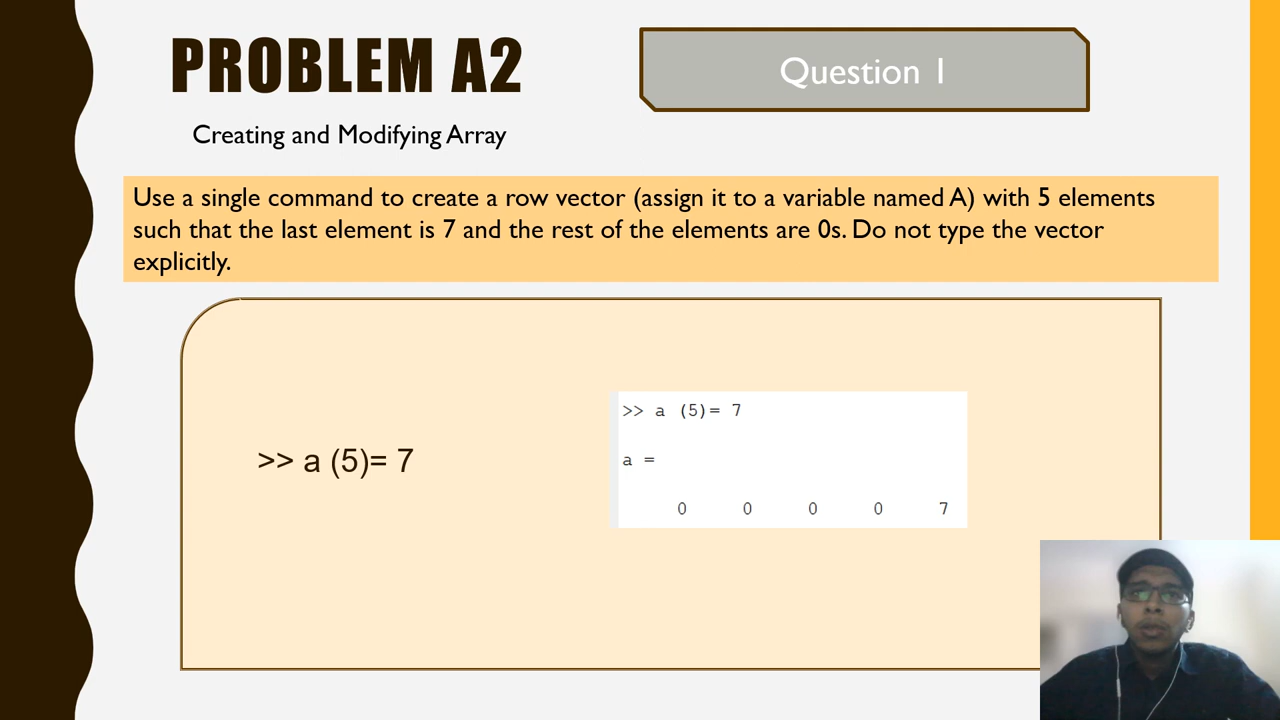 PROBLEM A2
Question 1
Creating and Modifying Array
Use a single command to create a row vector (assign it to a variable named A) with 5 elements
such that the last element is 7 and the rest of the elements are 0s. Do not type the vector
explicitly.
>> a (5)= 7
>> a (5)= 7
a =
0 0 0 0 7